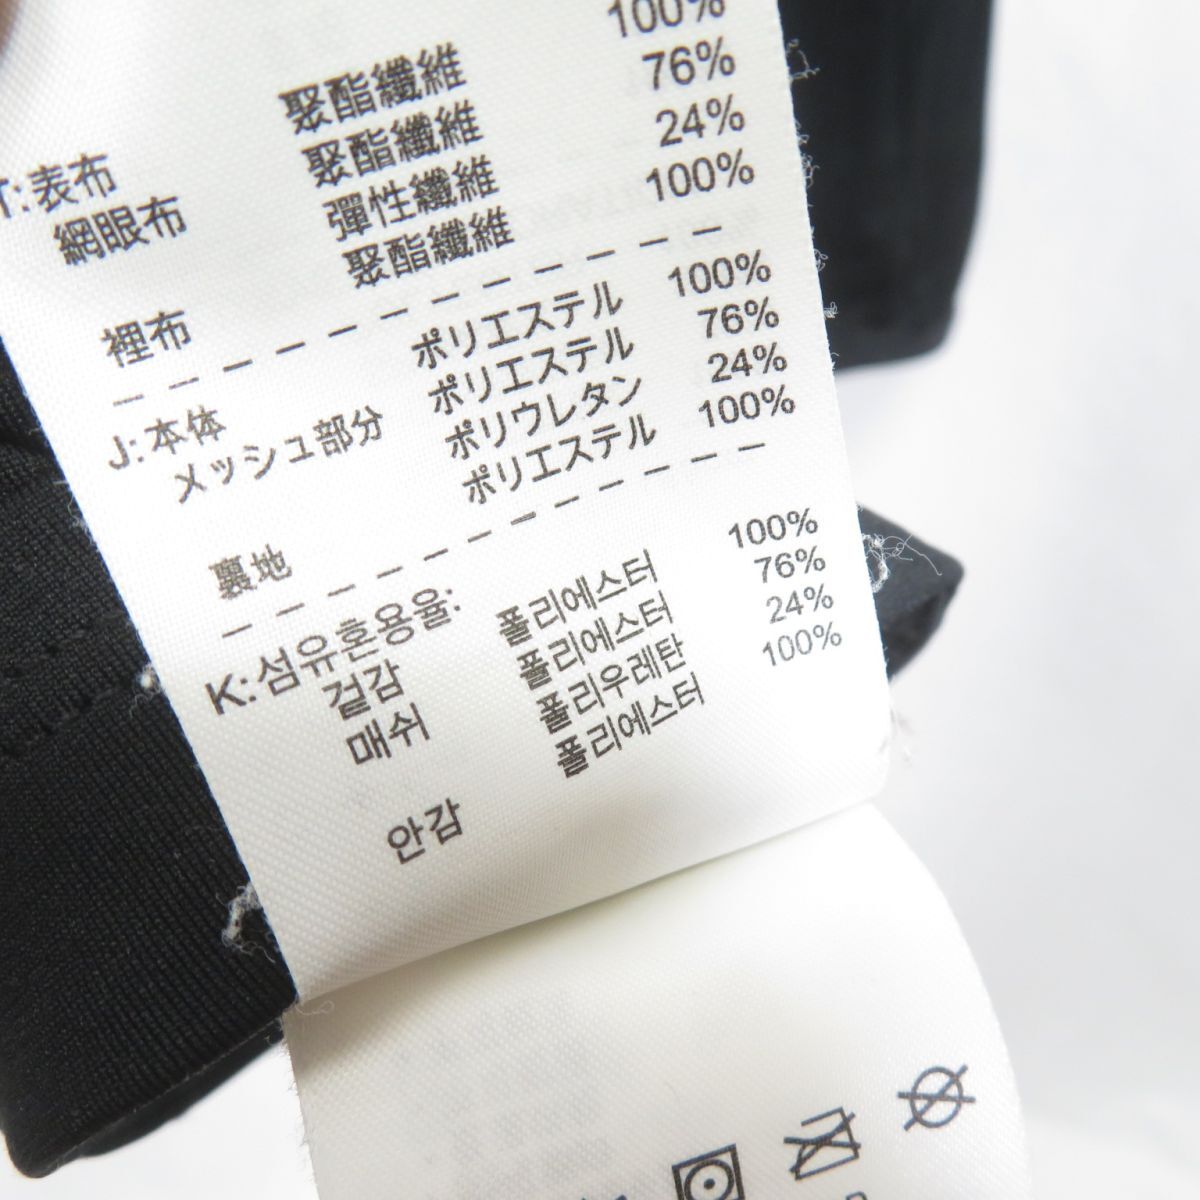 100%
T:表布 聚酯纖維 76%
網眼布 聚酯纖維 24%
彈性纖維 100%
裡布 聚酯纖維
J:本体 ポリエステル 100%
メッシュ部分 ポリエステル 76%
ポリウレタン 24%
裏地 ポリエステル 100%
K:섬유혼용율:
겉감 폴리에스터 100%
매쉬 폴리에스터 76%
폴리우레탄 24%
안감 폴리에스터 100%